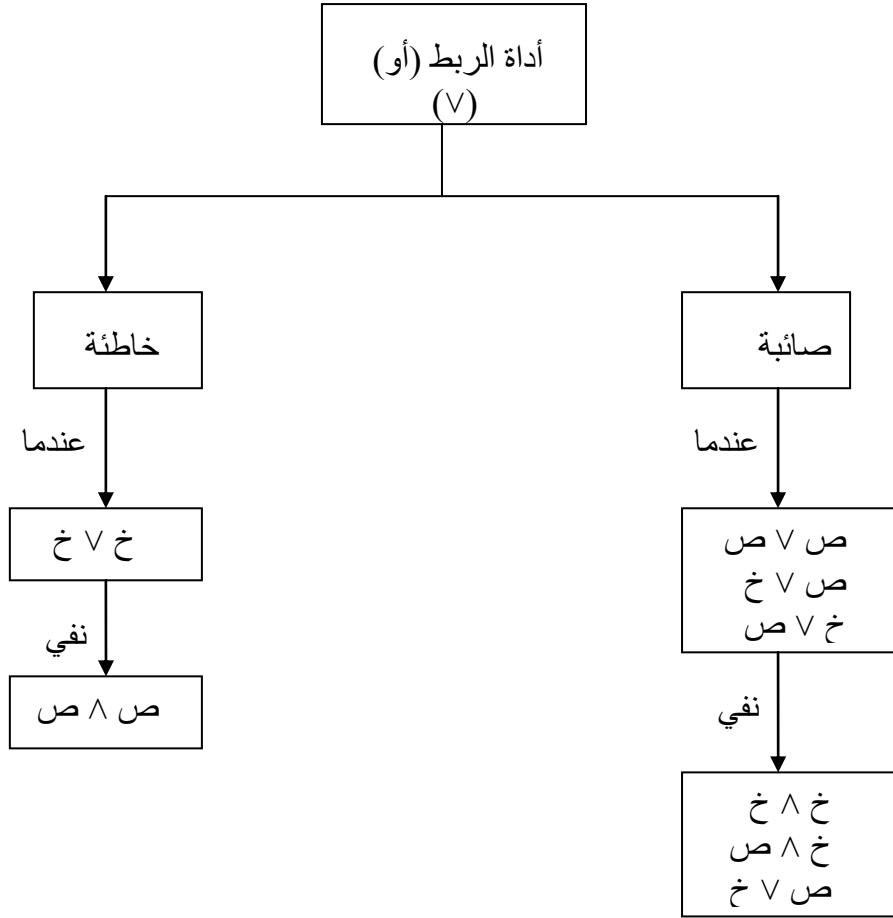 أداة الربط (أو)
(∨)
صائبة
عندما
ص ∨ ص
ص ∨ خ
خ ∨ ص
نفي
خ ∧ خ
خ ∧ ص
ص ∨ خ
خاطئة
عندما
خ ∨ خ
نفي
ص ∧ ص